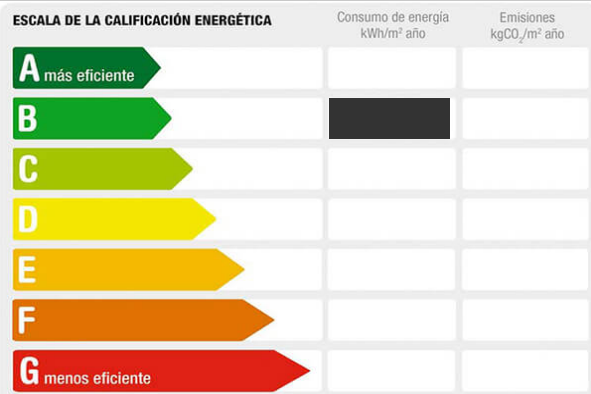 ESCALA DE LA CALIFICACIÓN ENERGÉTICA
Consumo de energía
kWh/m² año
Emisiones
kgCO₂/m² año
A más eficiente
B
C
D
E
F
G menos eficiente